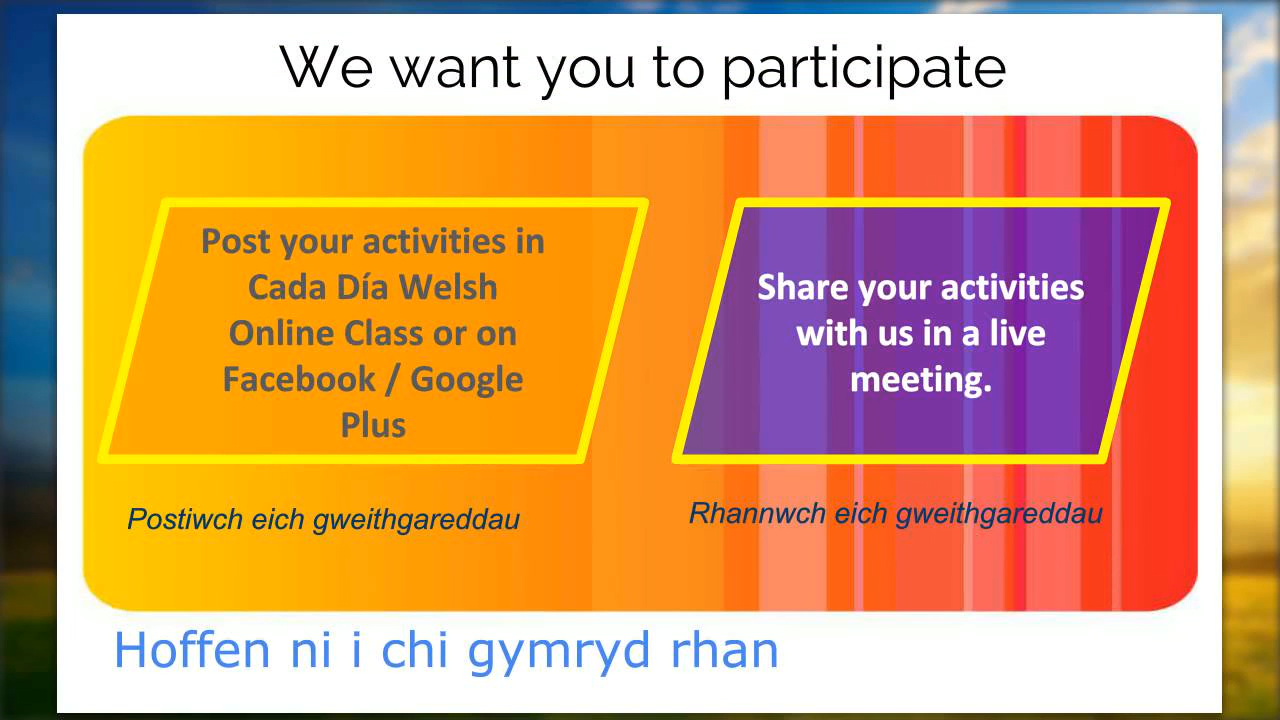 We want you to participate
Post your activities in
Cada Día Welsh
Online Class or on
Facebook / Google
Plus
Share your activities
with us in a live
meeting.
Postiwch eich gweithgareddau
Rhannwch eich gweithgareddau
Hoffen ni i chi gymryd rhan